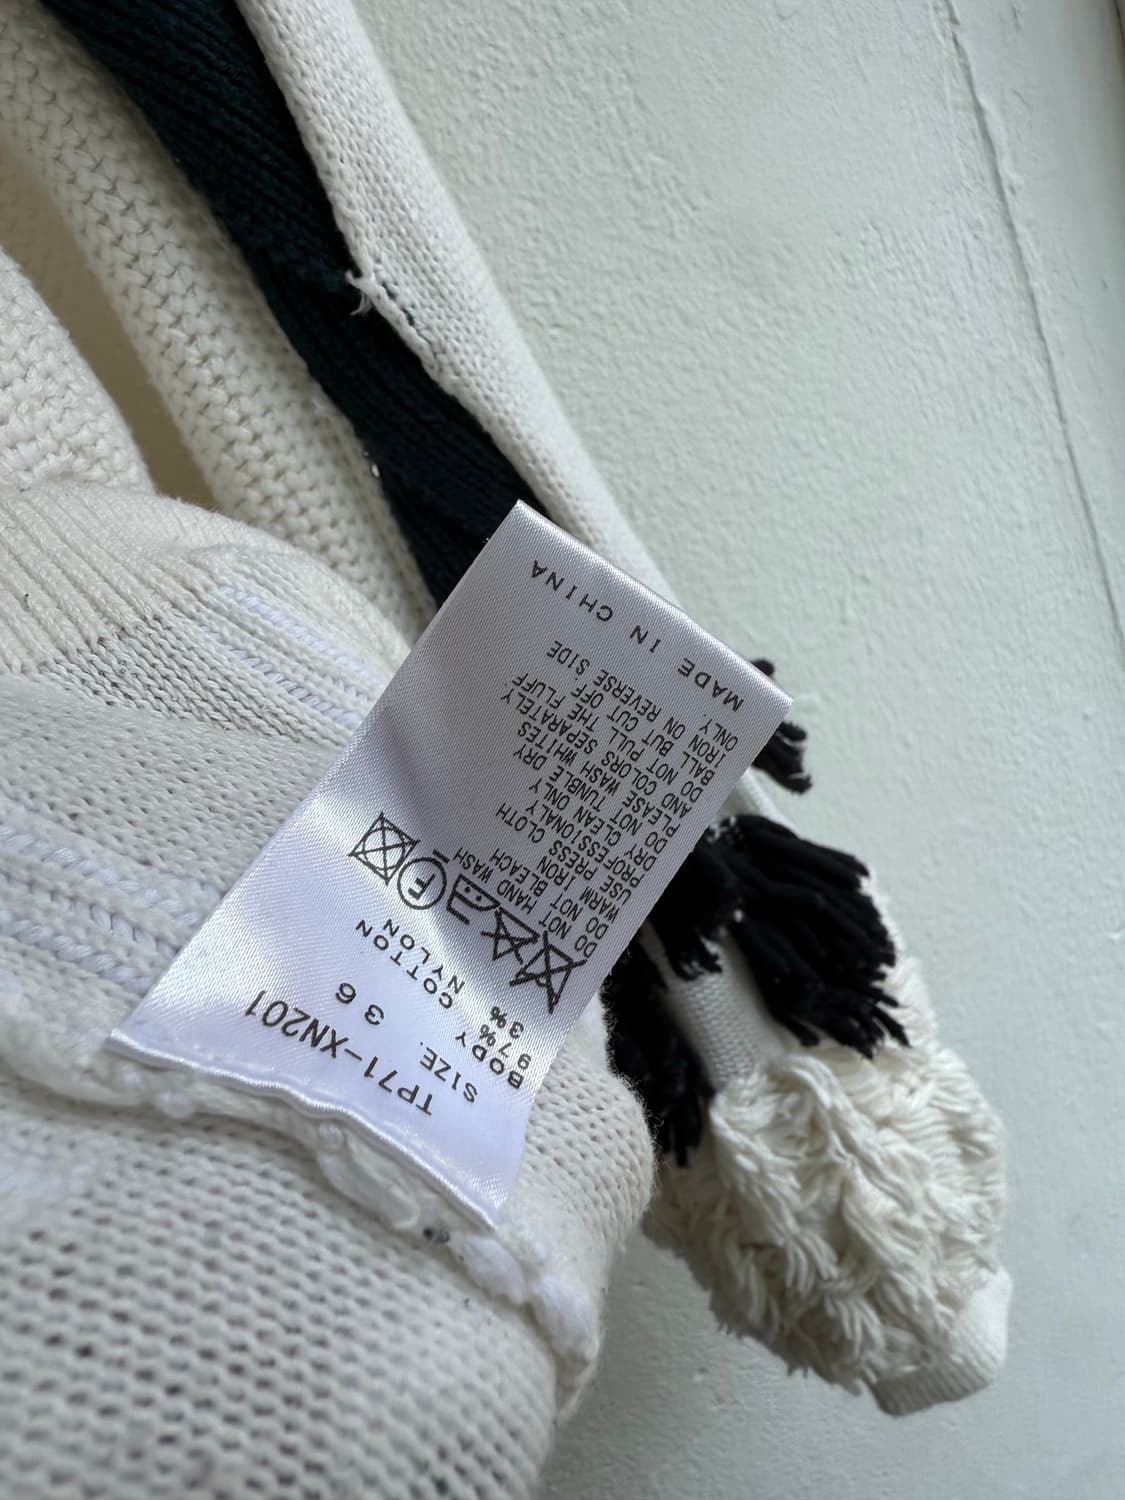 TP71-XN201
SIZE. 36
BODY
97% COTTON
3% NYLON
DO NOT HAND WASH
DO NOT BLEACH
WARM IRON
USE PRESS CLOTH
PROFESSIONALY
DRY CLEAN ONLY
DO NOT TUNBLE DRY
PLEASE WASH WHITES
AND COLORS SEPARATELY
DO NOT PULL THE FLUFF
BALL BUT CUT OFF.
IRON ON REVERSE SIDE
ONLY.
MADE IN CHINA